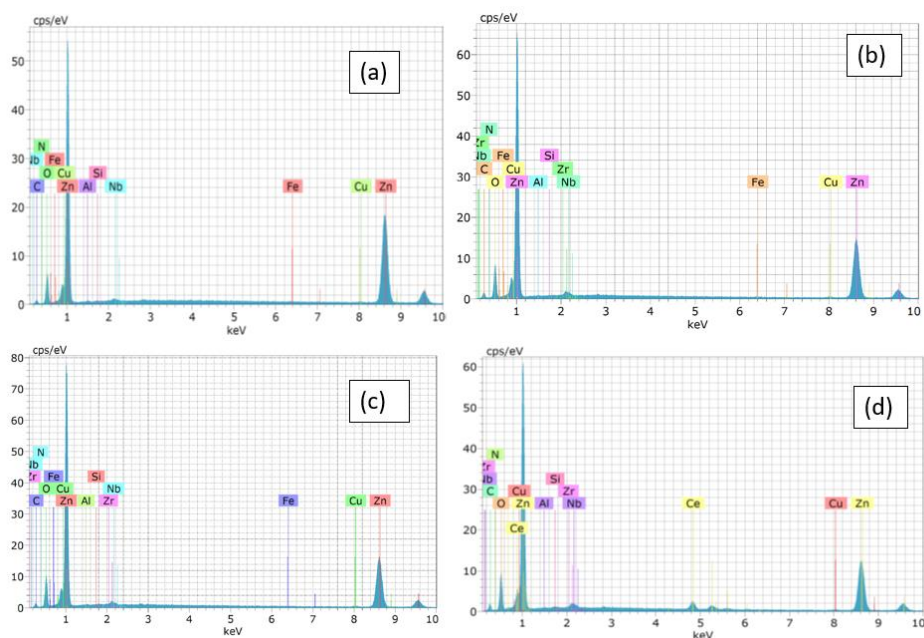 cps/eV
(a)
50
40
30
20
10
0
N
Nb Fe Si
O Cu
C Zn Al Nb Fe Cu Zn
1 2 3 4 5 6 7 8 9 10
keV
cps/eV
(b)
60
50
40
30
20
10
0
N
Zr Fe Si
Nb Cu Zr
C O Zn Al Nb Fe Cu Zn
1 2 3 4 5 6 7 8 9 10
keV
cps/eV
(c)
80
70
60
50
40
30
20
10
0
N
Nb
Zr Fe Si
O Cu Nb
C Zn Al Zr Fe Cu Zn
1 2 3 4 5 6 7 8 9 10
keV
cps/eV
(d)
60
50
40
30
20
10
0
N
Zr Si
Nb Zr
C Cu
O Zn Al Nb Ce Cu Zn
Ce
1 2 3 4 5 6 7 8 9 10
keV